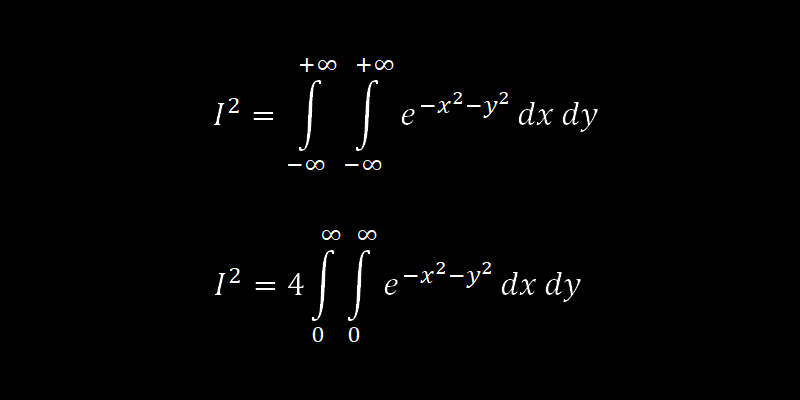 I² = ∫_{−∞}^{+∞} ∫_{−∞}^{+∞} e^{−x²−y²} dx dy
I² = 4 ∫_{0}^{∞} ∫_{0}^{∞} e^{−x²−y²} dx dy